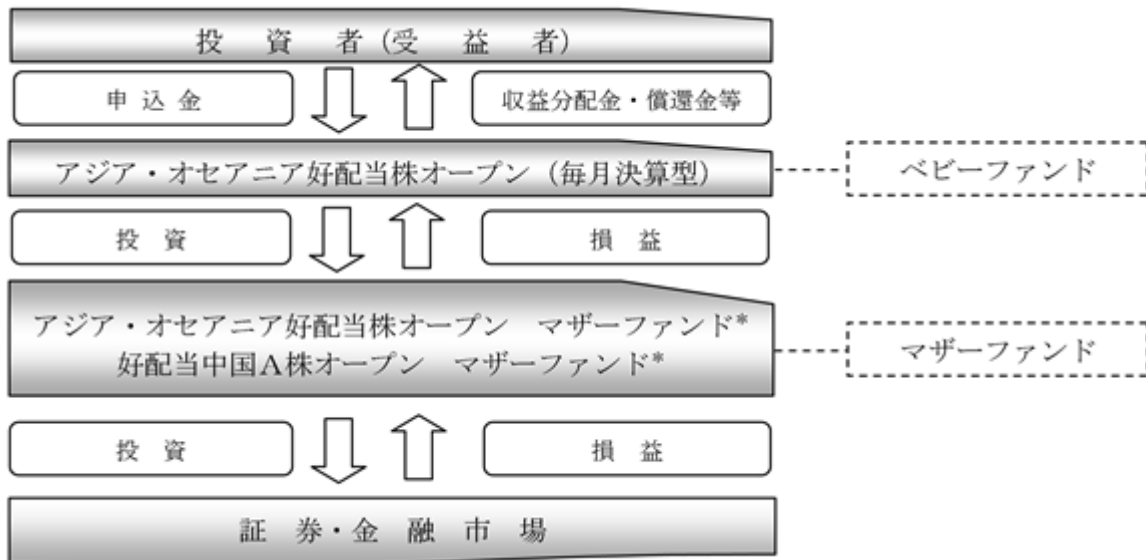 投資者(受益者)
申込金
収益分配金・償還金等
アジア・オセアニア好配当株オープン(毎月決算型)
ベビーファンド
投資
損益
アジア・オセアニア好配当株オープン マザーファンド*
好配当中国A株オープン マザーファンド*
マザーファンド
投資
損益
証券・金融市場